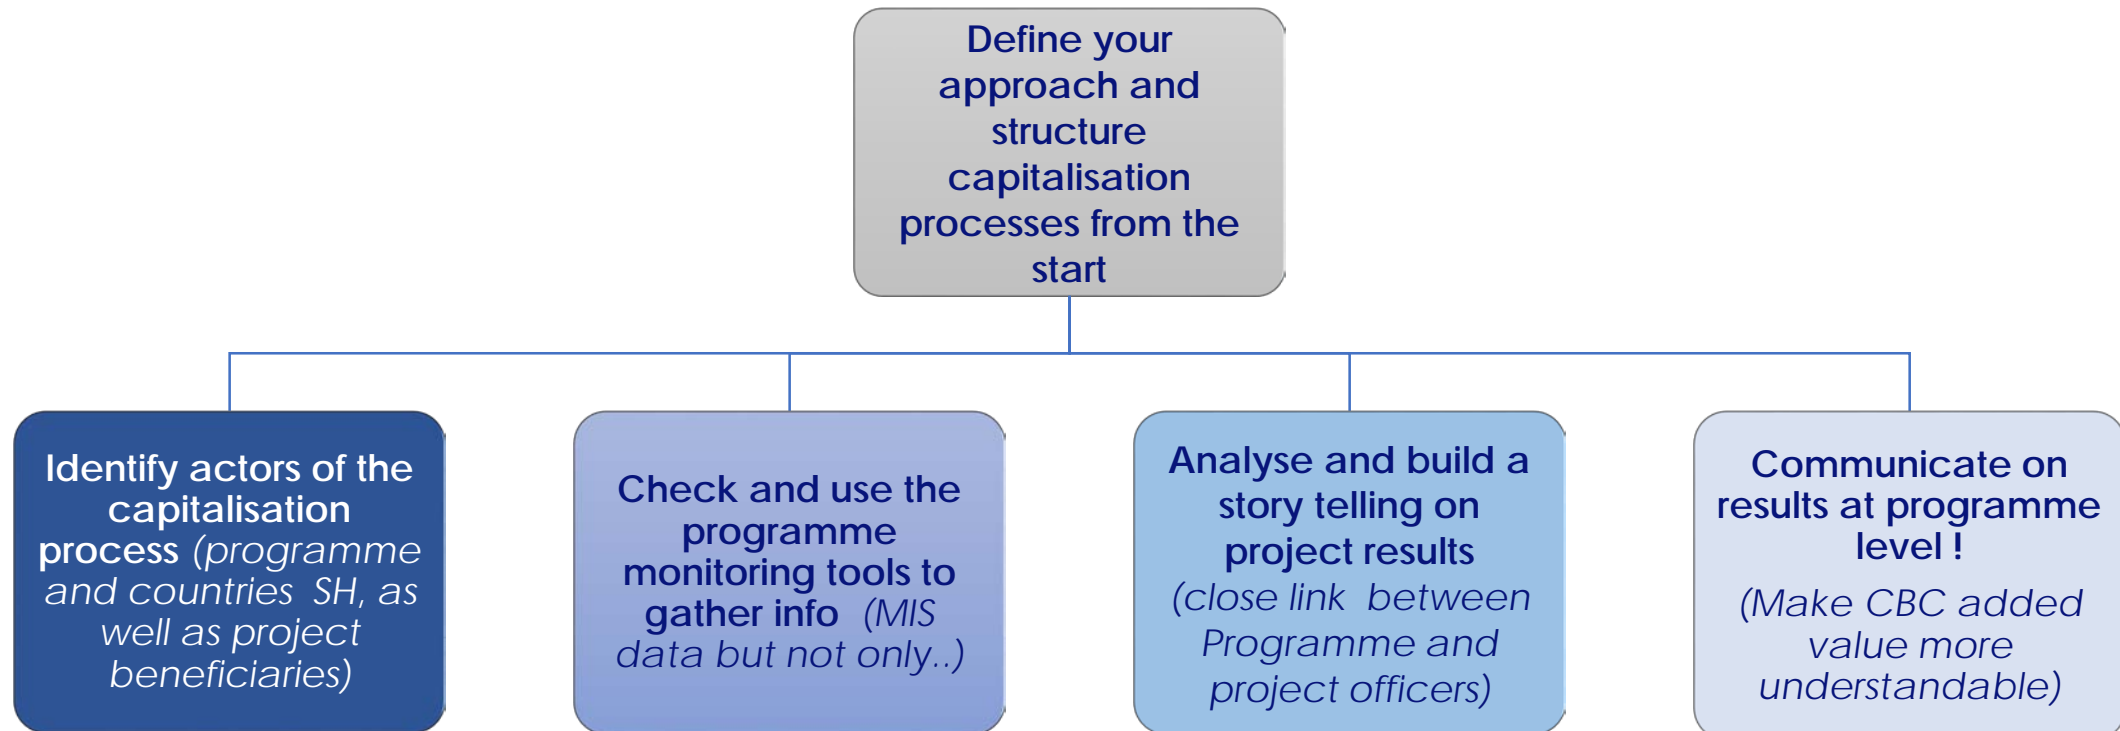 Define your
approach and
structure
capitalisation
processes from the
start
Identify actors of the
capitalisation
process (programme
and countries SH, as
well as project
beneficiaries)
Check and use the
programme
monitoring tools to
gather info (MIS
data but not only..)
Analyse and build a
story telling on
project results
(close link between
Programme and
project officers)
Communicate on
results at programme
level !
(Make CBC added
value more
understandable)